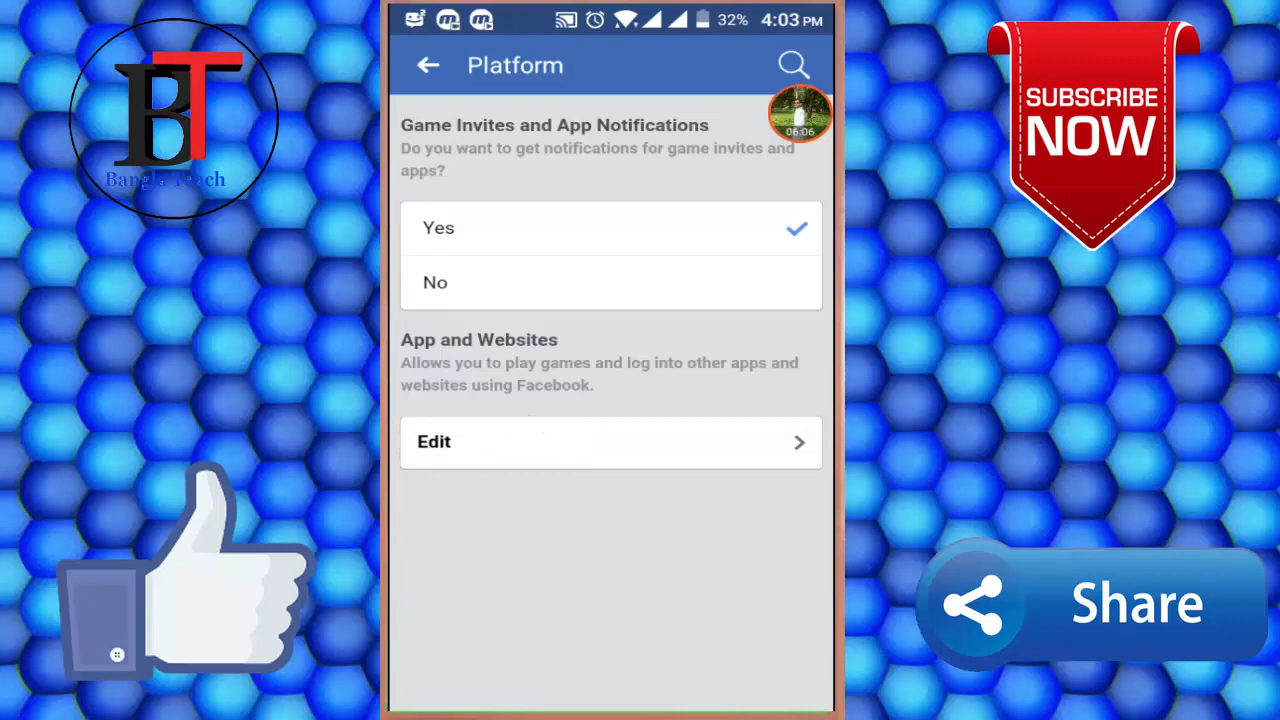 32% 4:03 PM
Platform
06:06
Game Invites and App Notifications
Do you want to get notifications for game invites and
apps?
Yes
No
App and Websites
Allows you to play games and log into other apps and
websites using Facebook.
Edit
BT
Bangla Teach
SUBSCRIBE
NOW
Share